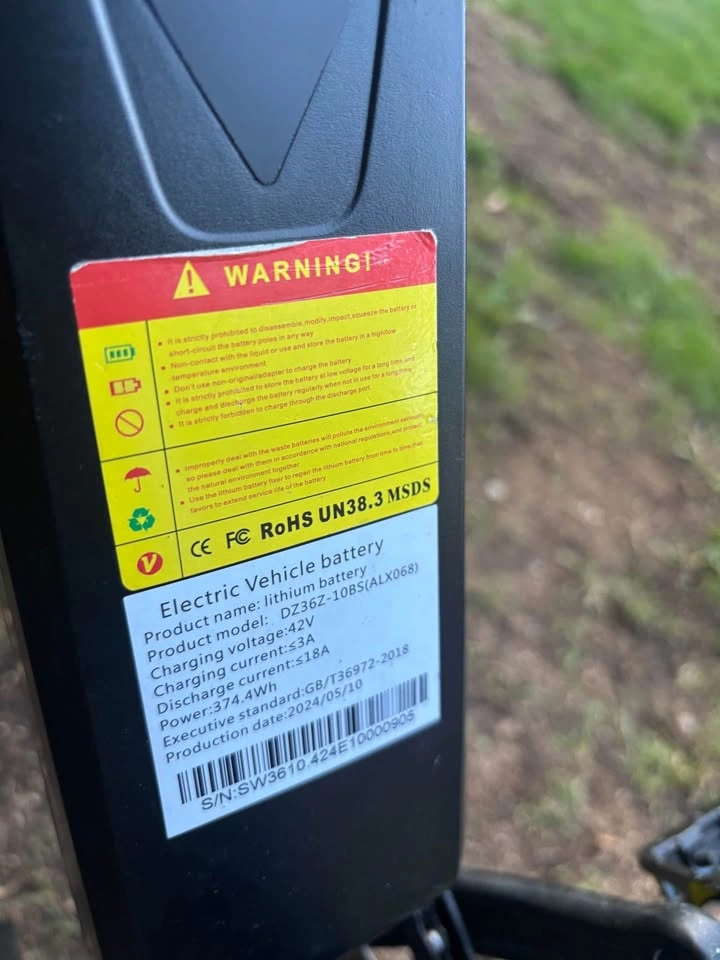 WARNING!
It is strictly prohibited to disassemble,modify,impact,squeeze the battery or
short-circuit the battery poles in any way
Non-contact with the liquid or use and store the battery in a high/low
temperature environment
Don't use non-original/adapter to charge the battery
It is strictly prohibited to store the battery at low voltage for a long time,and
charge and discharge the battery regularly when not in use for a long time
It is strictly forbidden to charge through the discharge port.
Improperly deal with the waste batteries will pollute the environment seriously,
so please deal with them in accordance with national regulations,and protect
the natural environment together
Use the lithium battery fixer to repair the lithium battery from time to time,that
favors to extend service life of the battery
CE FC RoHS UN38.3 MSDS
Electric Vehicle battery
Product name: lithium battery
Product model: DZ36Z-10BS(ALX068)
Charging voltage:42V
Charging current:≤3A
Discharge current:≤18A
Power:374.4Wh
Executive standard:GB/T36972-2018
Production date:2024/05/10
S/N:SW3610.424E10000905